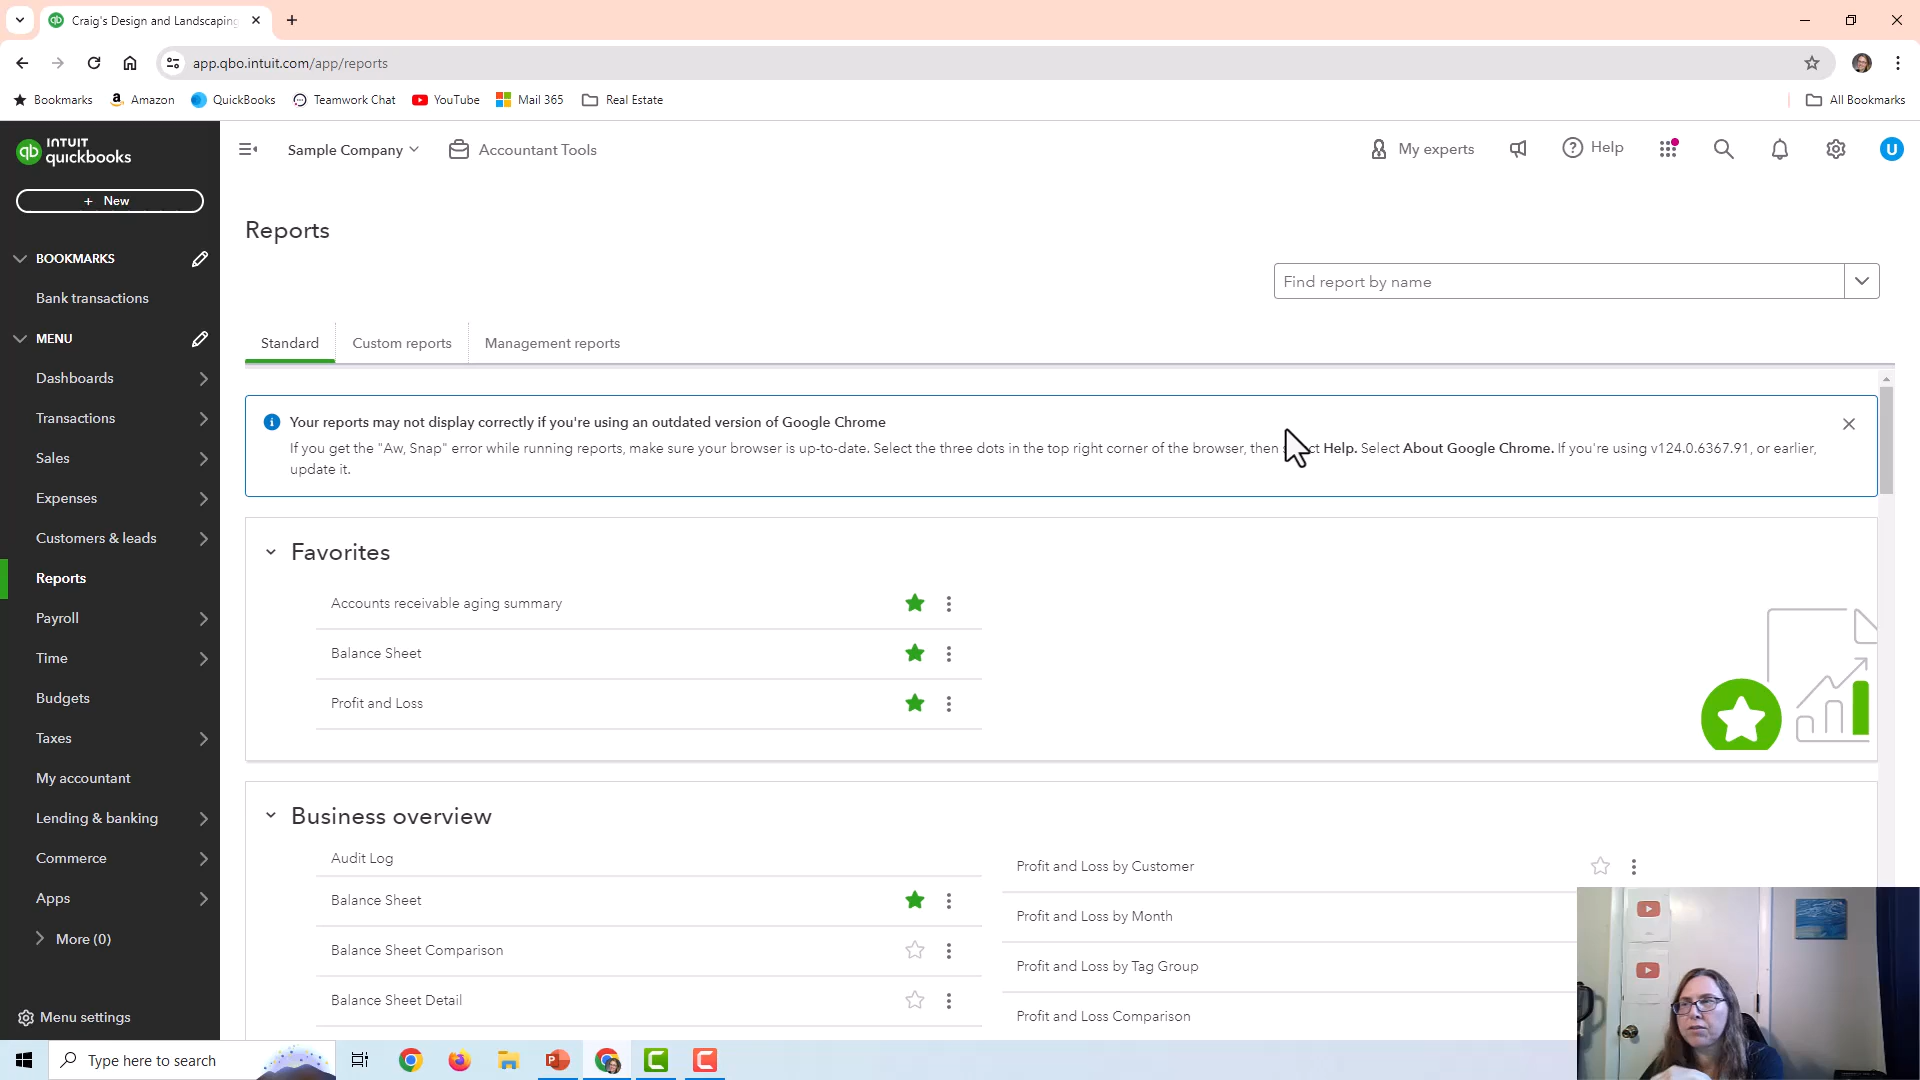 Craig's Design and Landscaping
app.qbo.intuit.com/app/reports
Bookmarks
Amazon
QuickBooks
Teamwork Chat
YouTube
Mail 365
Real Estate
All Bookmarks
INTUIT
quickbooks
Sample Company
Accountant Tools
My experts
Help
U
+ New
Reports
BOOKMARKS
Bank transactions
Find report by name
MENU
Standard
Custom reports
Management reports
Dashboards
Transactions
Sales
Expenses
Customers & leads
Reports
Payroll
Time
Budgets
Taxes
My accountant
Lending & banking
Commerce
Apps
More (0)
Menu settings
Your reports may not display correctly if you're using an outdated version of Google Chrome
If you get the "Aw, Snap" error while running reports, make sure your browser is up-to-date. Select the three dots in the top right corner of the browser, then ct Help. Select About Google Chrome. If you're using v124.0.6367.91, or earlier,
update it.
Favorites
Accounts receivable aging summary
Balance Sheet
Profit and Loss
Business overview
Audit Log
Balance Sheet
Balance Sheet Comparison
Balance Sheet Detail
Profit and Loss by Customer
Profit and Loss by Month
Profit and Loss by Tag Group
Profit and Loss Comparison
Type here to search